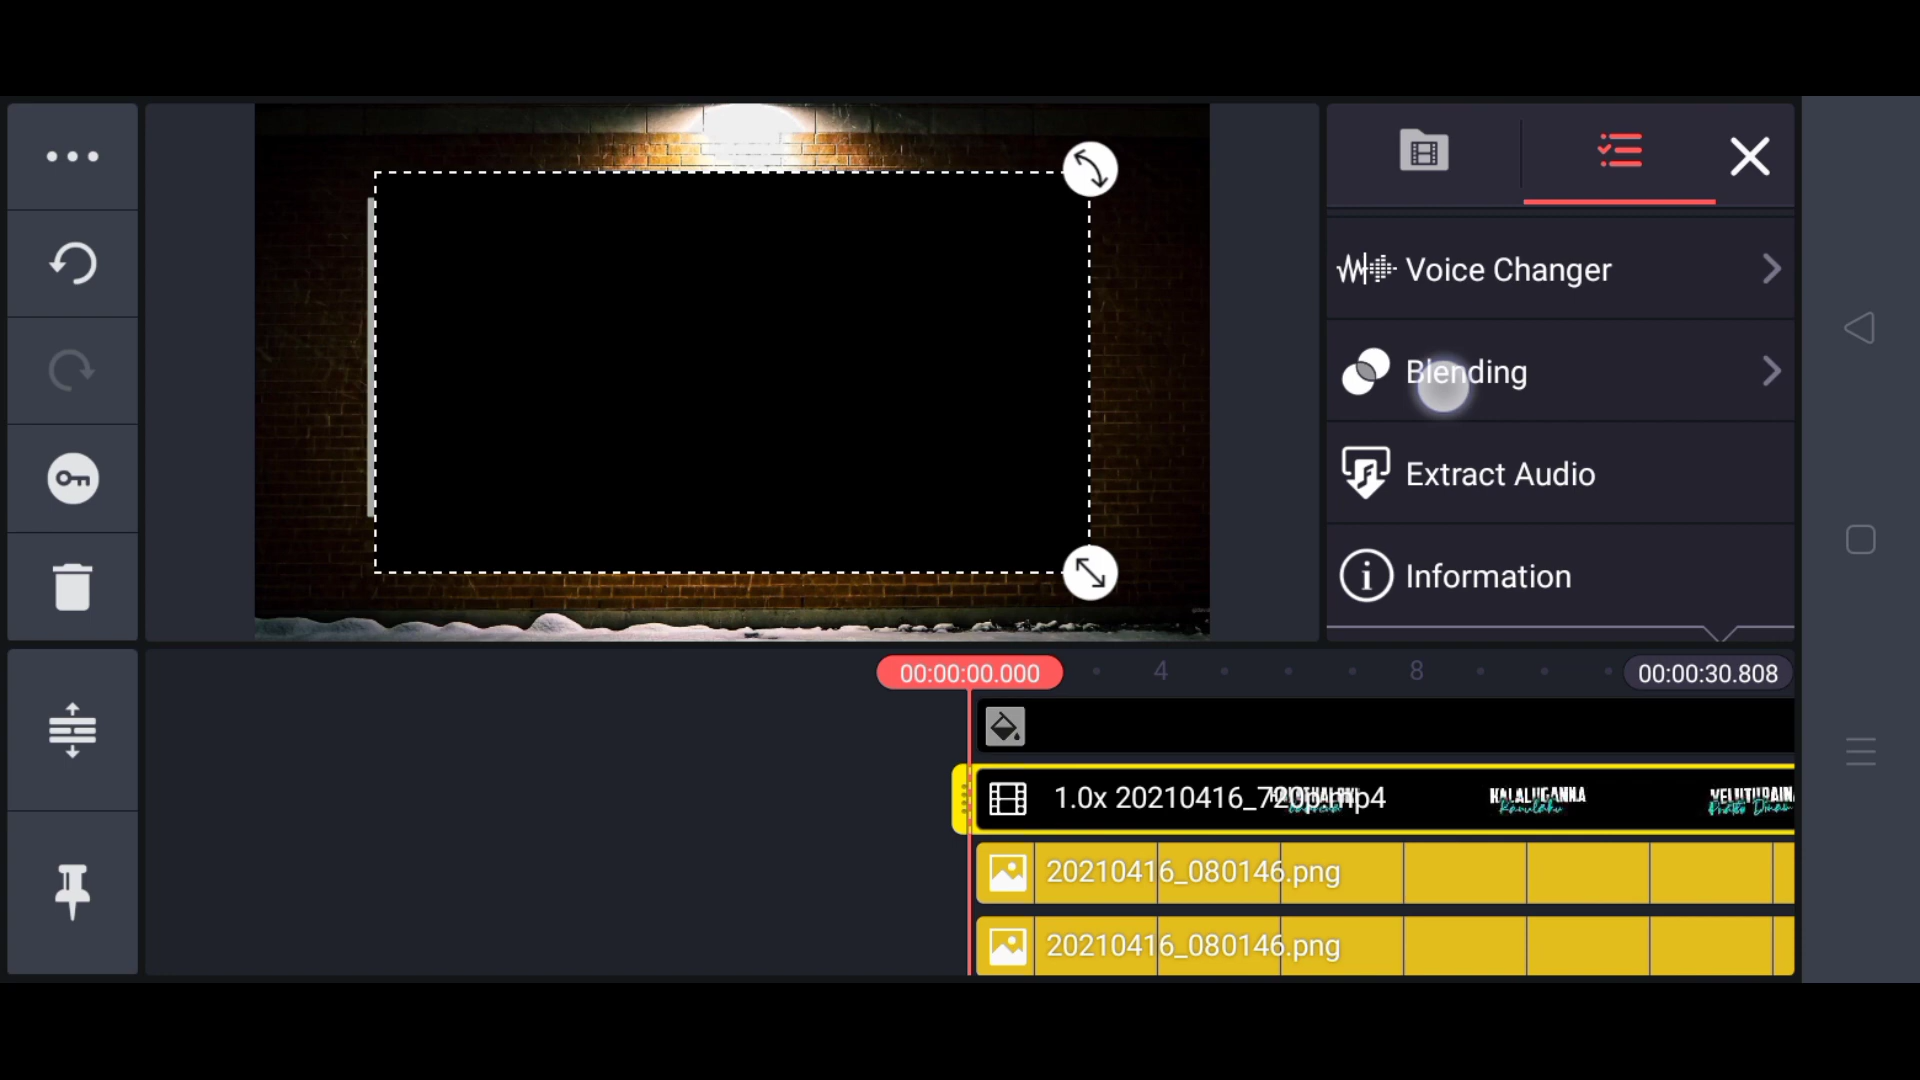 Voice Changer
Blending
Extract Audio
Information
00:00:00.000
4
8
00:00:30.808
1.0x 20210416_720p.mp4
KALALUGANNA
20210416_080146.png
20210416_080146.png